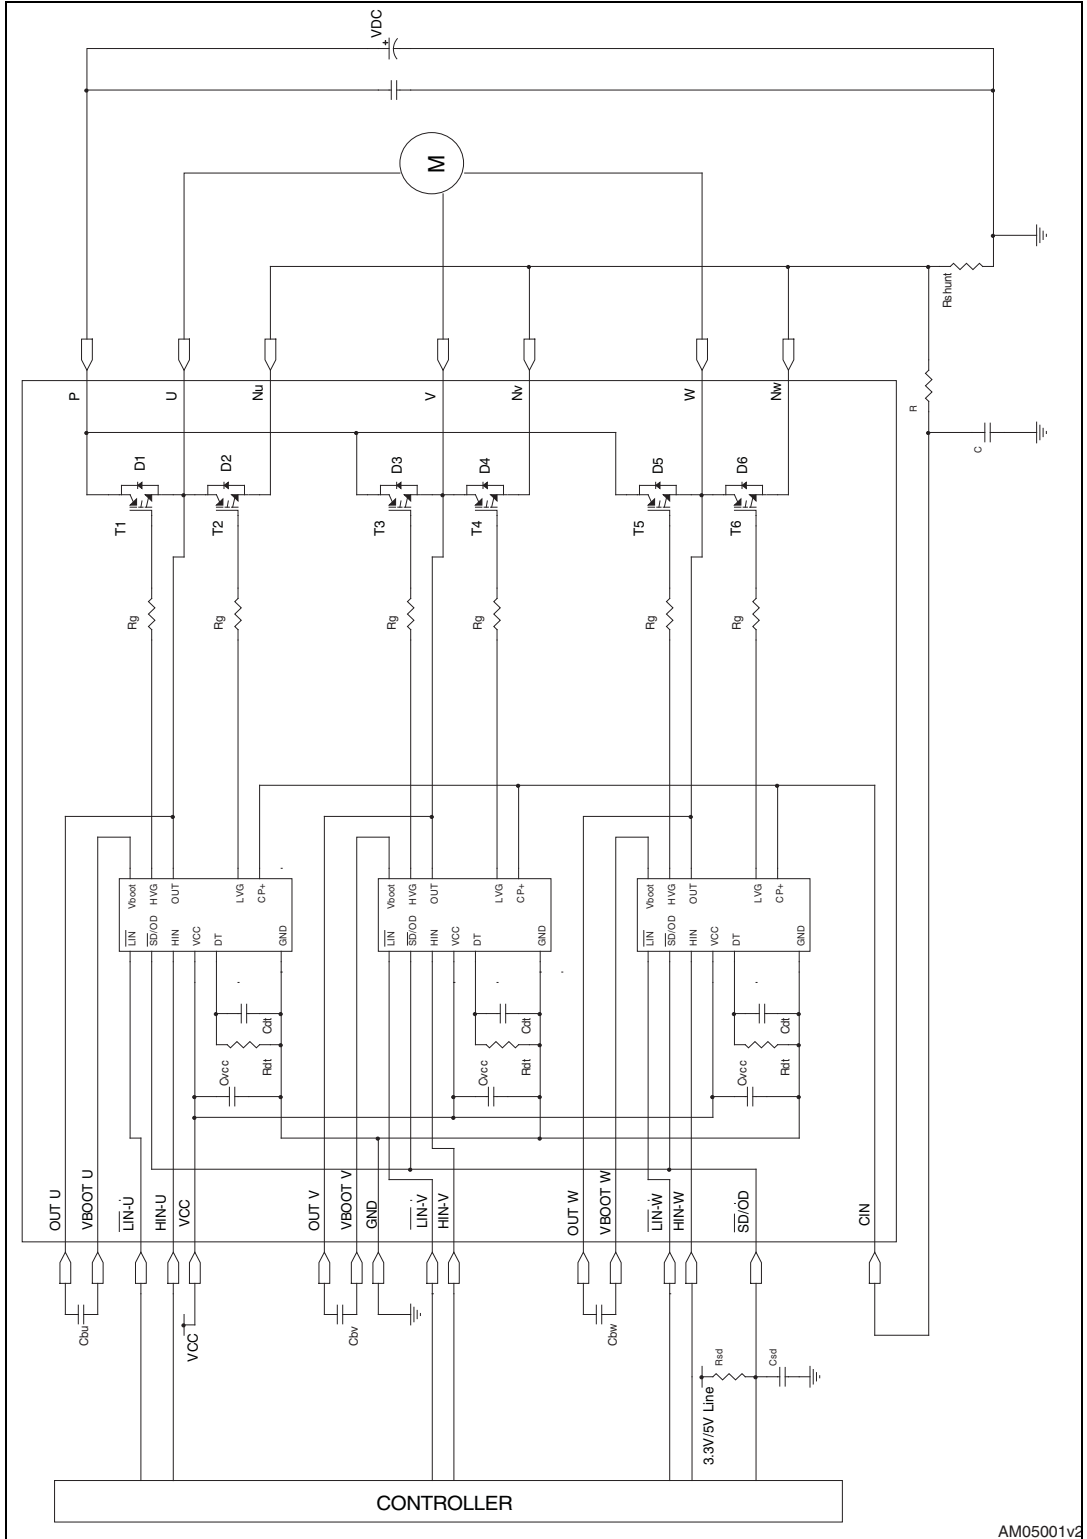 VDC
+
M
Rshunt
P
U
Nu
V
Nv
W
Nw
R
C
D1
D2
D3
D4
D5
D6
T1
T2
T3
T4
T5
T6
Rg
Rg
Rg
Rg
Rg
Rg
Vboot
HVG
OUT
LVG
CP+
LIN
SD/OD
HIN
VCC
DT
GND
Vboot
HVG
OUT
LVG
CP+
LIN
SD/OD
HIN
VCC
DT
GND
Vboot
HVG
OUT
LVG
CP+
LIN
SD/OD
HIN
VCC
DT
GND
Cvcc
Cdt
Rdt
Cvcc
Cdt
Rdt
Cvcc
Cdt
Rdt
OUT U
VBOOT U
LIN-U
HIN-U
VCC
OUT V
VBOOT V
GND
LIN-V
HIN-V
OUT W
VBOOT W
LIN-W
HIN-W
SD/OD
CIN
Cbu
VCC
Cbv
Cbw
Rsd
Csd
3.3V/5V Line
CONTROLLER
AM05001v2